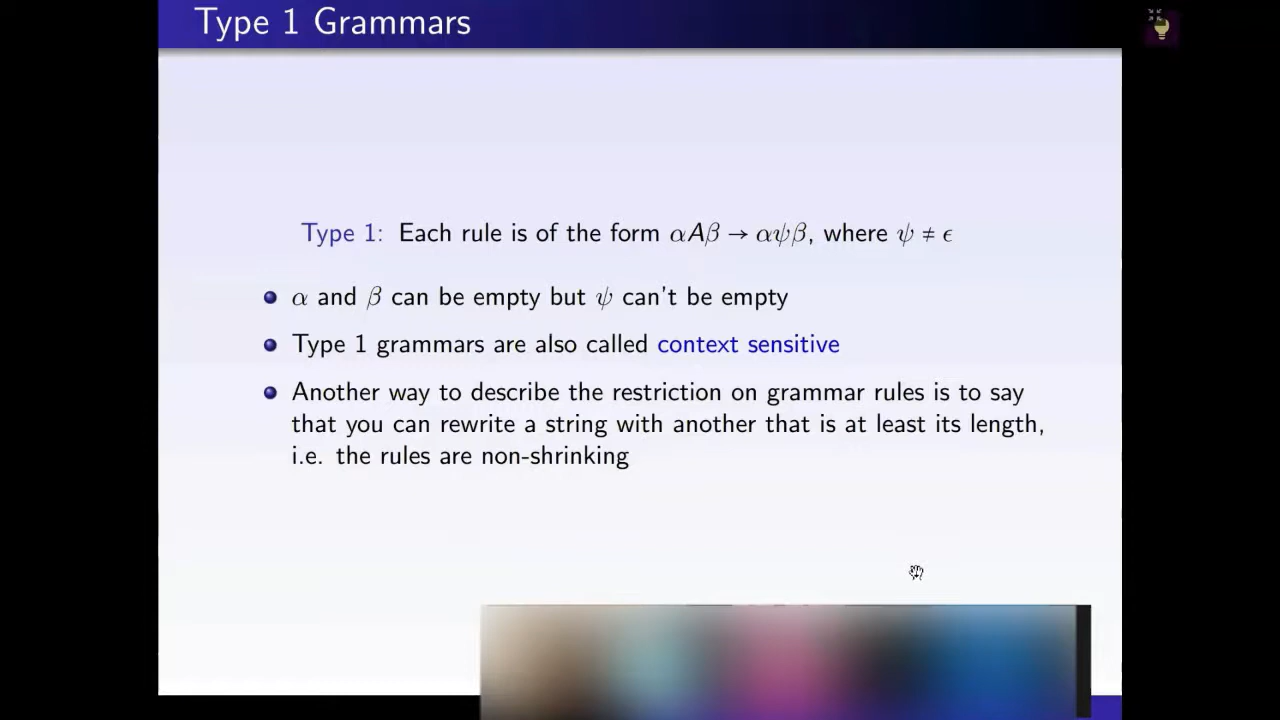 Type 1 Grammars
Type 1: Each rule is of the form αAβ → αψβ, where ψ ≠ ϵ
α and β can be empty but ψ can't be empty
Type 1 grammars are also called context sensitive
Another way to describe the restriction on grammar rules is to say
that you can rewrite a string with another that is at least its length,
i.e. the rules are non-shrinking